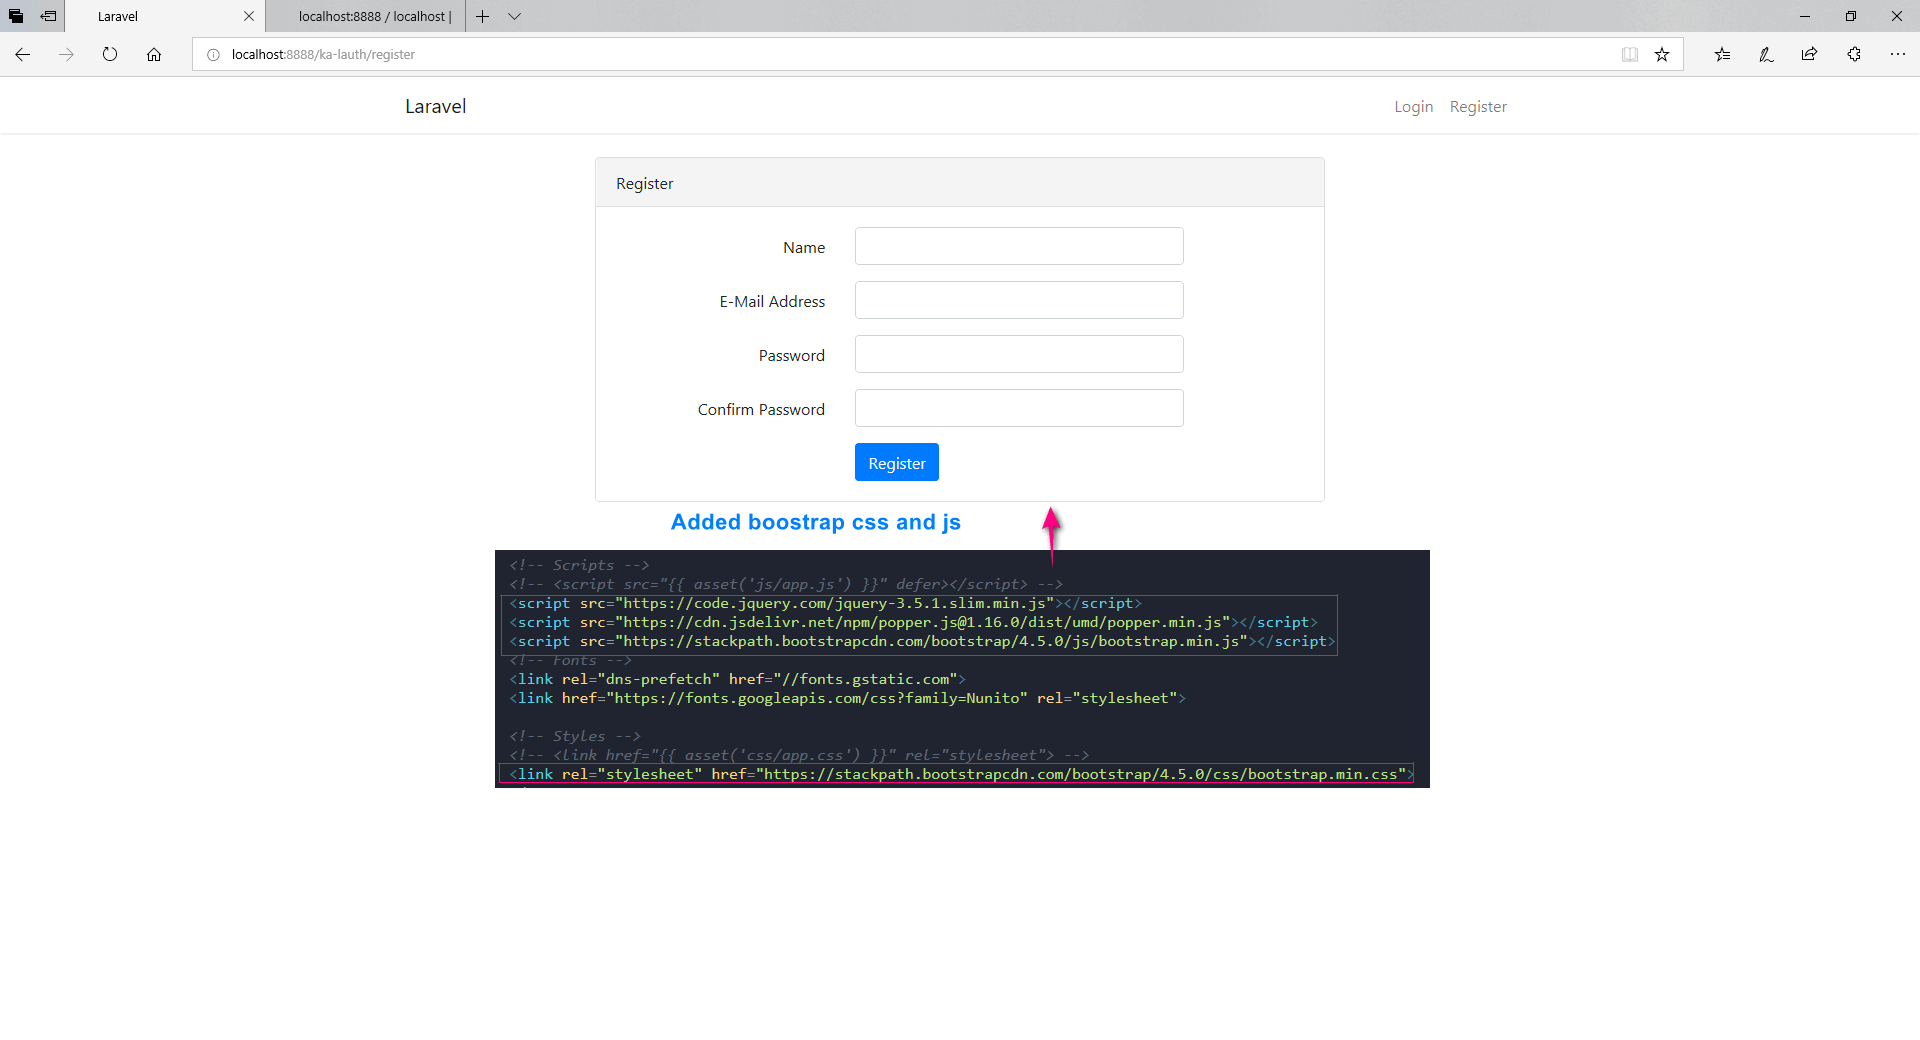 Laravel
localhost:8888 / localhost |
localhost:8888/ka-lauth/register
Laravel
Login Register
Register
Name
E-Mail Address
Password
Confirm Password
Register
Added boostrap css and js
<!-- Scripts -->
<!-- <script src="{{ asset('js/app.js') }}" defer></script> -->
<script src="https://code.jquery.com/jquery-3.5.1.slim.min.js"></script>
<script src="https://cdn.jsdelivr.net/npm/popper.js@1.16.0/dist/umd/popper.min.js"></script>
<script src="https://stackpath.bootstrapcdn.com/bootstrap/4.5.0/js/bootstrap.min.js"></script>
<!-- Fonts -->
<link rel="dns-prefetch" href="//fonts.gstatic.com">
<link href="https://fonts.googleapis.com/css?family=Nunito" rel="stylesheet">
<!-- Styles -->
<!-- <link href="{{ asset('css/app.css') }}" rel="stylesheet"> -->
<link rel="stylesheet" href="https://stackpath.bootstrapcdn.com/bootstrap/4.5.0/css/bootstrap.min.css">